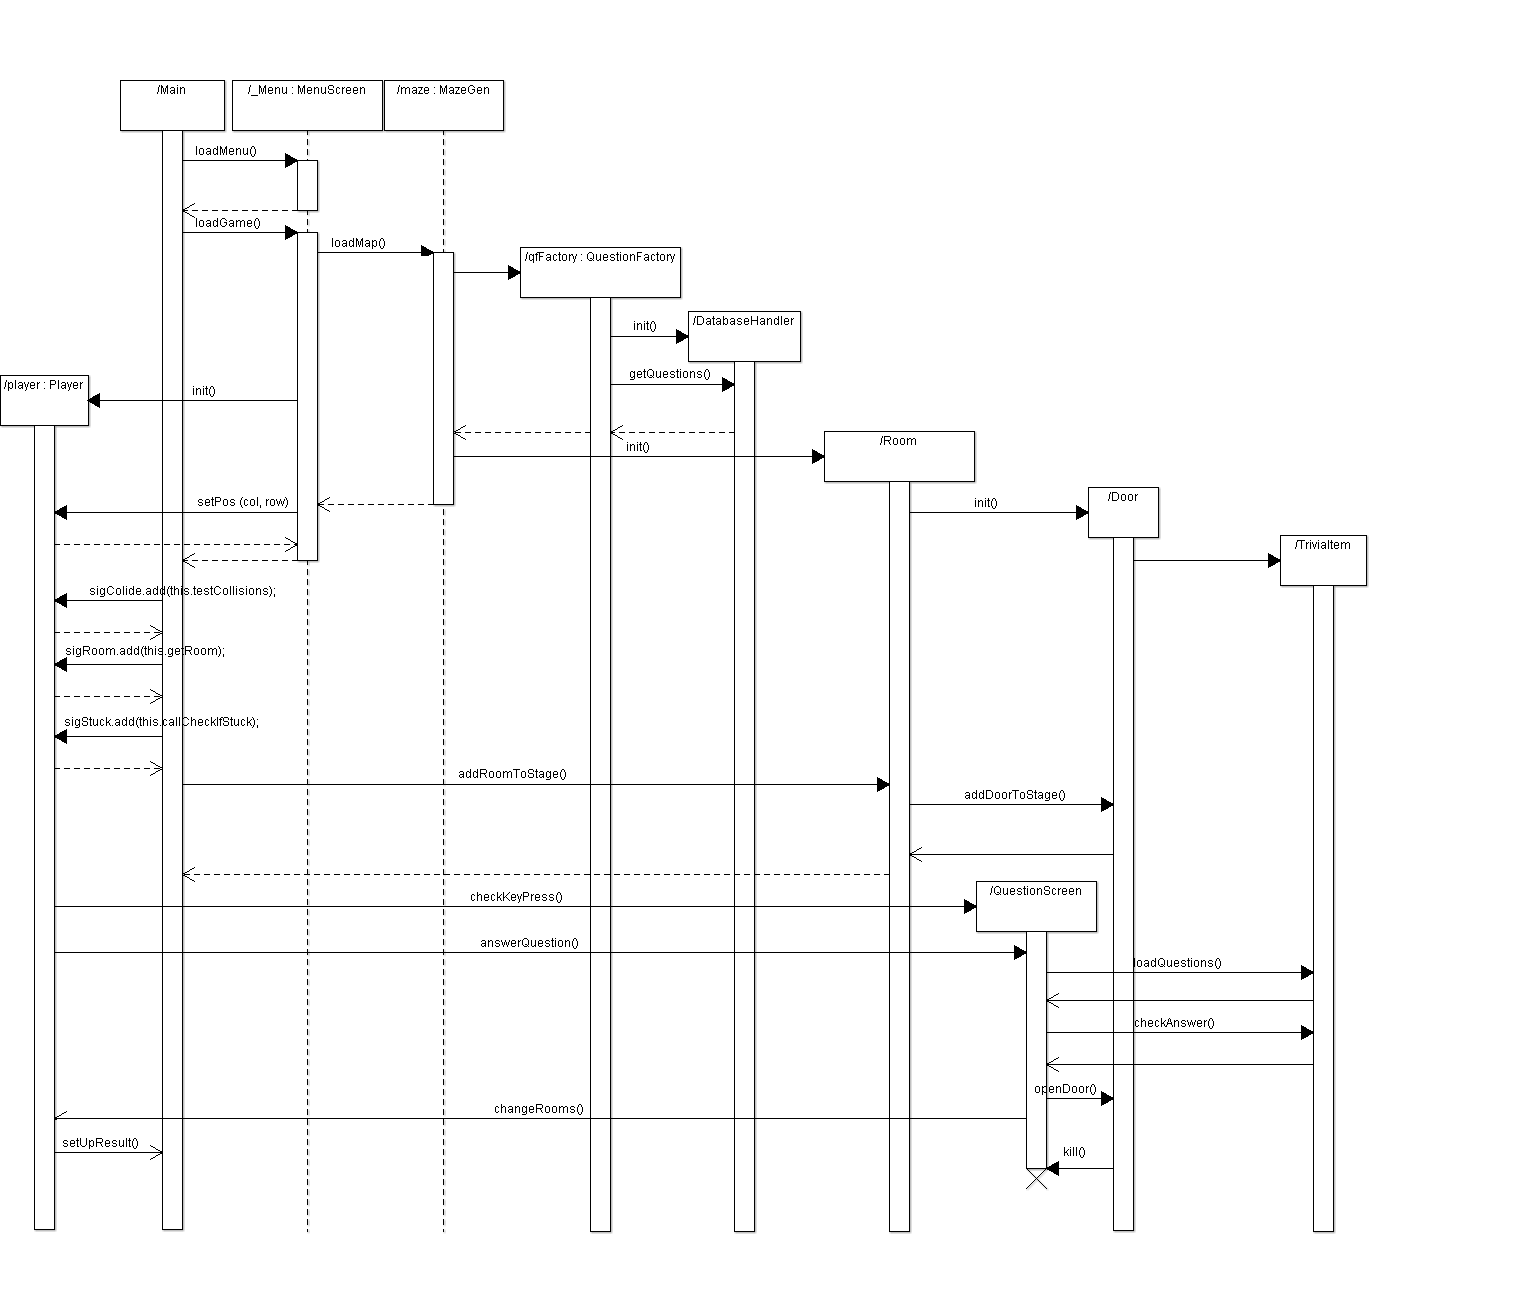 /Main
/_Menu : MenuScreen
/maze : MazeGen
loadMenu()
loadGame()
loadMap()
/qfFactory : QuestionFactory
init()
/DatabaseHandler
getQuestions()
/player : Player
init()
/Room
init()
setPos (col, row)
/Door
init()
/TriviaItem
sigColide.add(this.testCollisions);
sigRoom.add(this.getRoom);
sigStuck.add(this.callCheckIfStuck);
addRoomToStage()
addDoorToStage()
/QuestionScreen
checkKeyPress()
answerQuestion()
loadQuestions()
checkAnswer()
openDoor()
changeRooms()
setUpResult()
kill()